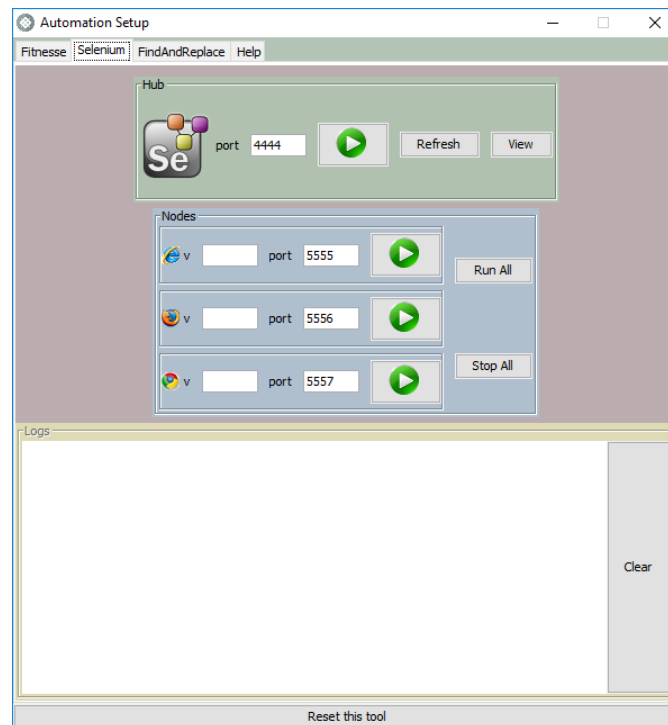 Automation Setup
Fitnesse Selenium FindAndReplace Help
Hub
Se port 4444 Refresh View
Nodes
v port 5555
Run All
v port 5556
v port 5557
Stop All
Logs
Clear
Reset this tool